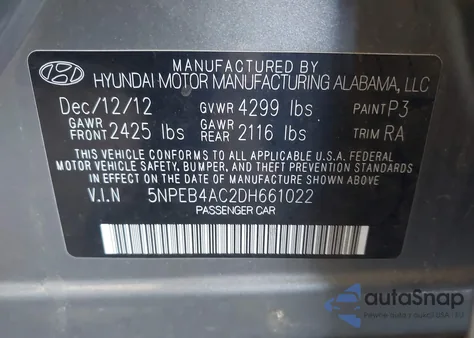 MANUFACTURED BY
HYUNDAI MOTOR MANUFACTURING ALABAMA, LLC
Dec/12/12 GVWR 4299 lbs PAINT P3
GAWR FRONT 2425 lbs GAWR REAR 2116 lbs TRIM RA
THIS VEHICLE CONFORMS TO ALL APPLICABLE U.S.A. FEDERAL
MOTOR VEHICLE SAFETY, BUMPER, AND THEFT PREVENTION STANDARDS
IN EFFECT ON THE DATE OF MANUFACTURE SHOWN ABOVE.
V.I.N 5NPEB4AC2DH661022
PASSENGER CAR
autoSnap